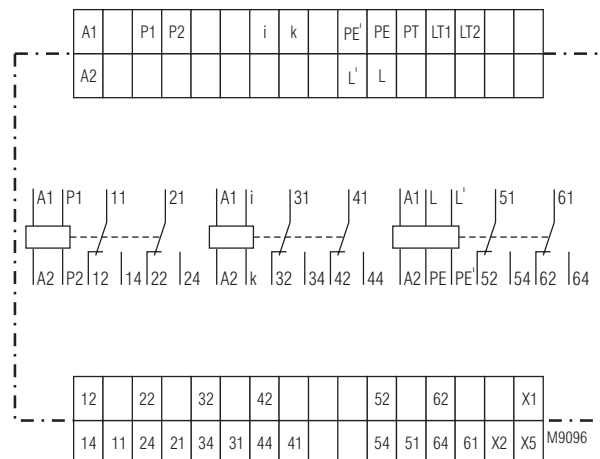 A1 P1 P2 i k PE' PE PT LT1 LT2
A2 L' L
A1 P1 11 21 A1 i 31 41 A1 L L' 51 61
A2 P2 12 14 22 24 A2 k 32 34 42 44 A2 PE PE' 52 54 62 64
12 22 32 42 52 62 X1
14 11 24 21 34 31 44 41 54 51 64 61 X2 X5 M9096